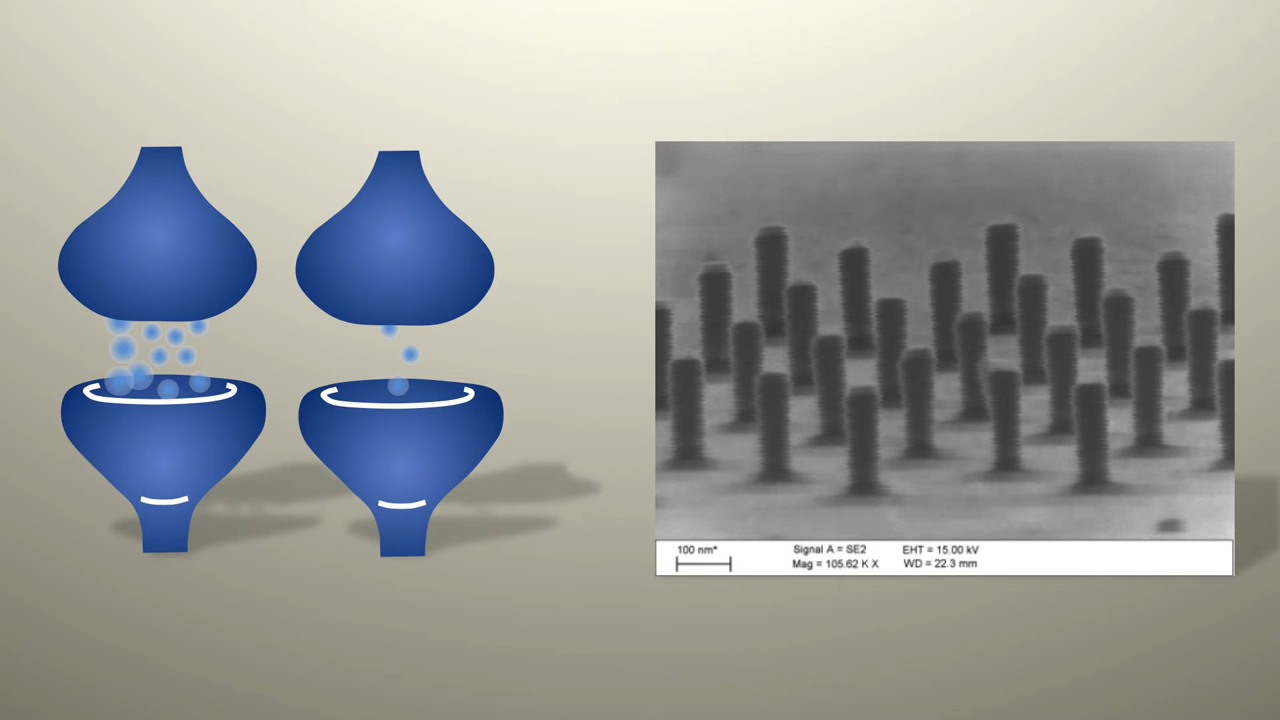 100 nm*
Signal A = SE2
EHT = 15.00 kV
Mag = 105.62 K X
WD = 22.3 mm